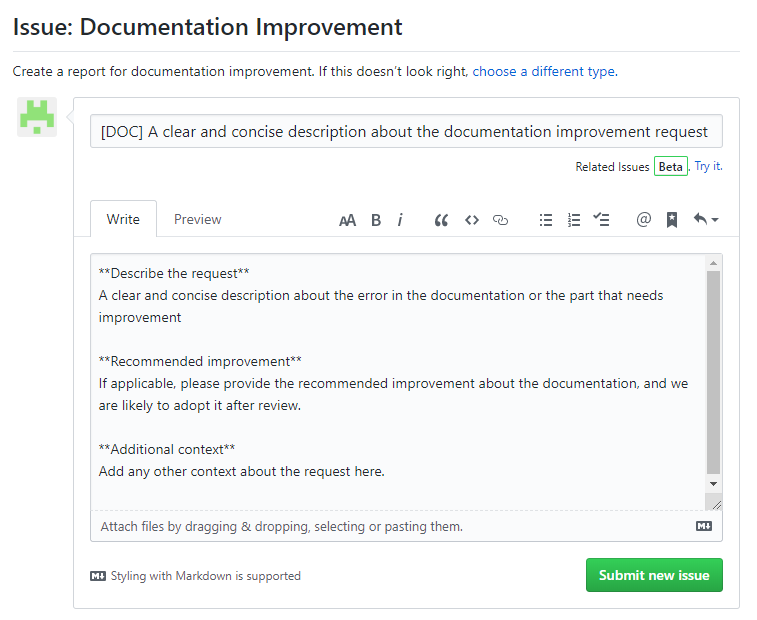 Issue: Documentation Improvement
Create a report for documentation improvement. If this doesn’t look right, choose a different type.
[DOC] A clear and concise description about the documentation improvement request
Related Issues Beta . Try it.
Write Preview AA B i
**Describe the request**
A clear and concise description about the error in the documentation or the part that needs
improvement
**Recommended improvement**
If applicable, please provide the recommended improvement about the documentation, and we
are likely to adopt it after review.
**Additional context**
Add any other context about the request here.
Attach files by dragging & dropping, selecting or pasting them.
Styling with Markdown is supported
Submit new issue